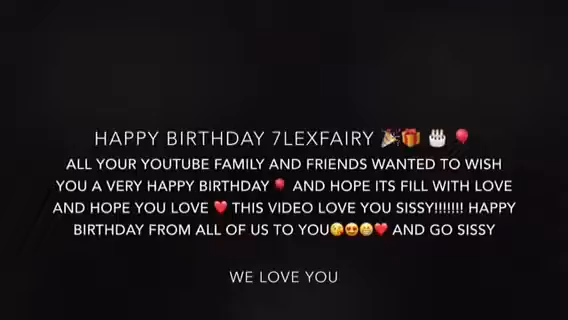 HAPPY BIRTHDAY 7LEXFAIRY 🎉🎁 🎂 🎈
ALL YOUR YOUTUBE FAMILY AND FRIENDS WANTED TO WISH
YOU A VERY HAPPY BIRTHDAY🎈 AND HOPE ITS FILL WITH LOVE
AND HOPE YOU LOVE ❤️ THIS VIDEO LOVE YOU SISSY!!!!!!! HAPPY
BIRTHDAY FROM ALL OF US TO YOU😘😍😁❤️ AND GO SISSY
WE LOVE YOU